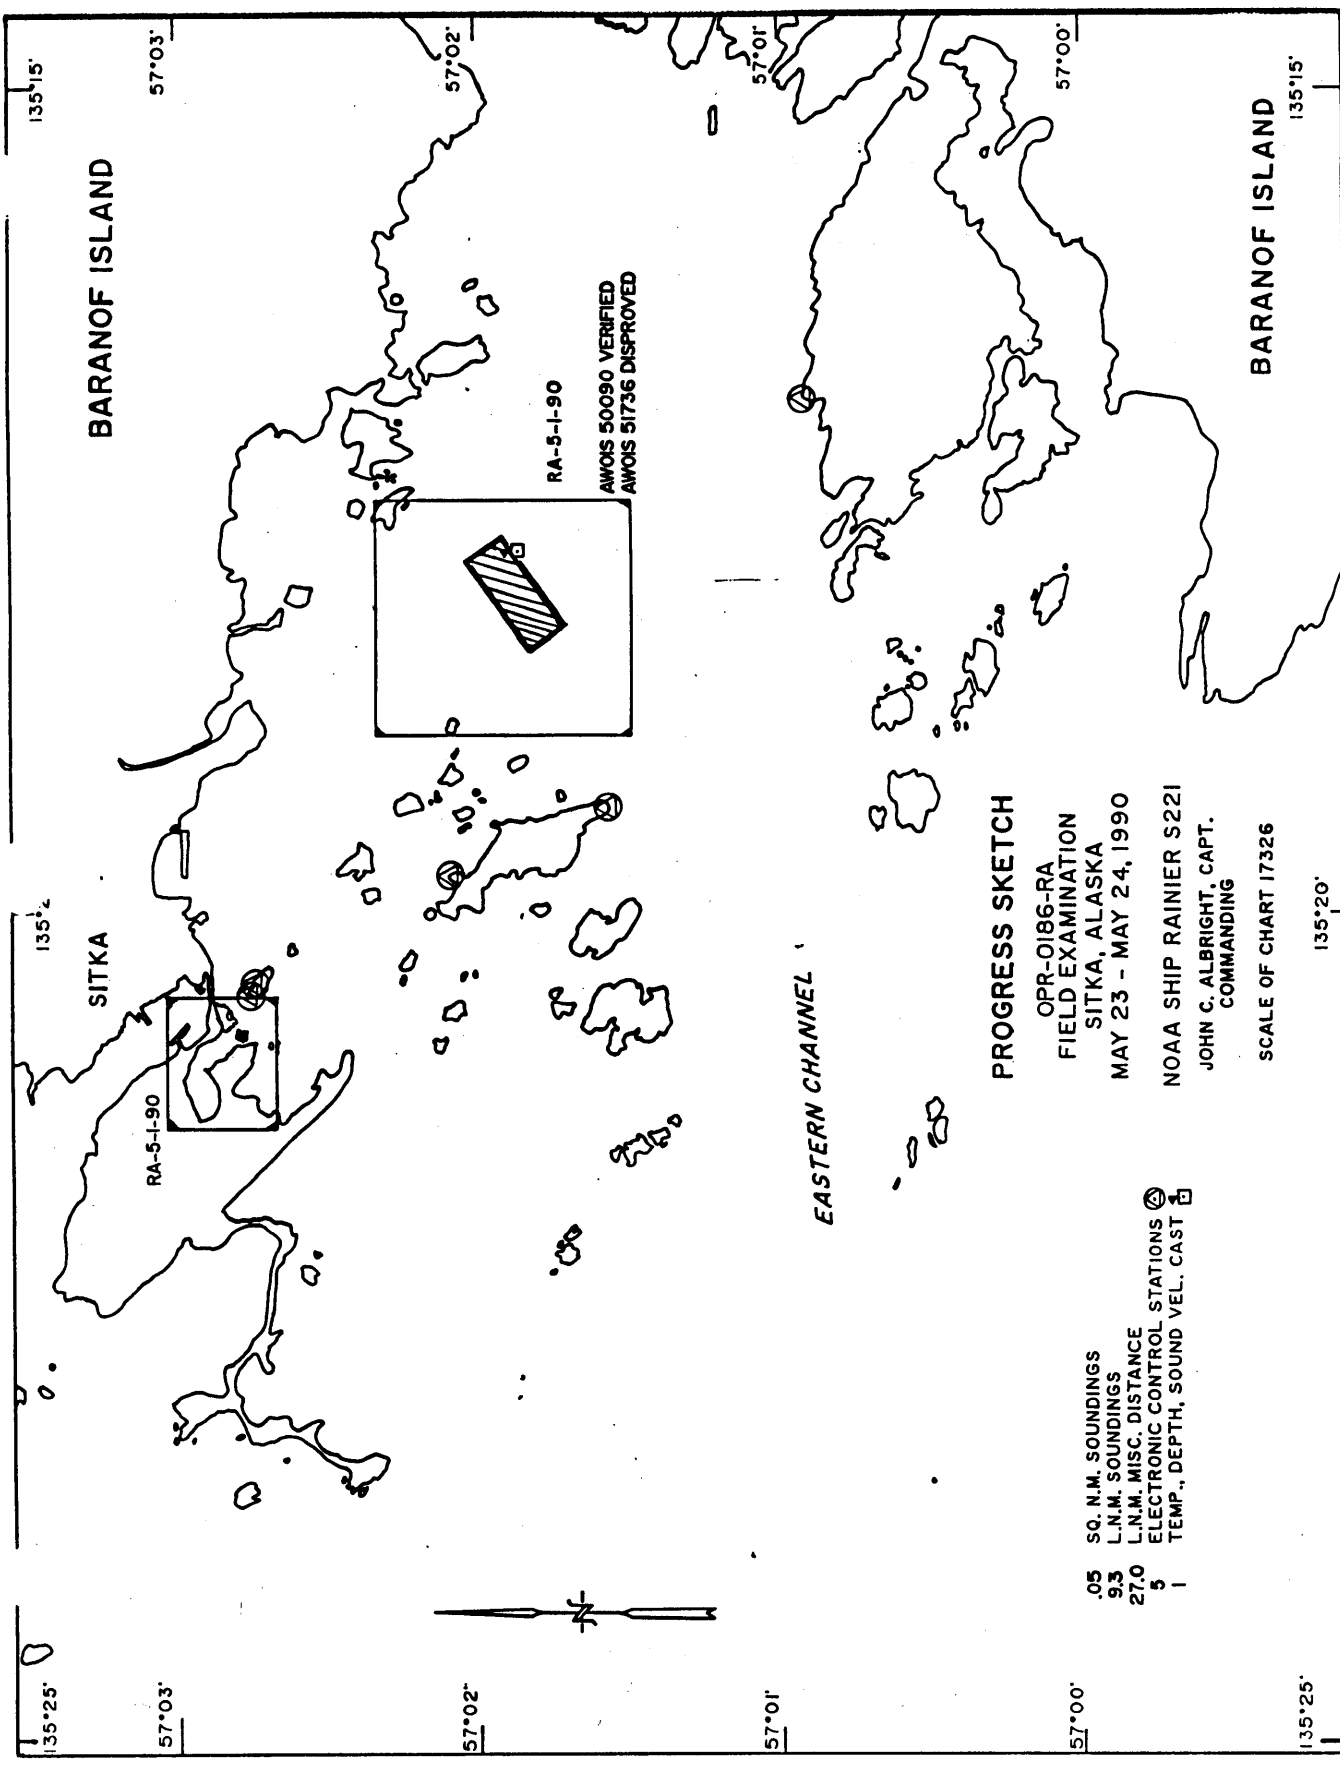 135°25'
135°2
135°15'
57°03'
57°03'
SITKA
BARANOF ISLAND
RA-5-1-90
57°02'
57°02'
RA-5-1-90
AWOIS 50090 VERIFIED
AWOIS 51736 DISPROVED
57°01'
57°01'
EASTERN CHANNEL
PROGRESS SKETCH
OPR-O186-RA
FIELD EXAMINATION
SITKA, ALASKA
MAY 23 - MAY 24, 1990
NOAA SHIP RAINIER S221
JOHN C. ALBRIGHT, CAPT.
COMMANDING
SCALE OF CHART 17326
57°00'
57°00'
.05 SQ. N.M. SOUNDINGS
9.3 L.N.M. SOUNDINGS
27.0 L.N.M. MISC. DISTANCE
5 ELECTRONIC CONTROL STATIONS
1 TEMP., DEPTH, SOUND VEL. CAST
BARANOF ISLAND
135°25'
135°20'
135°15'